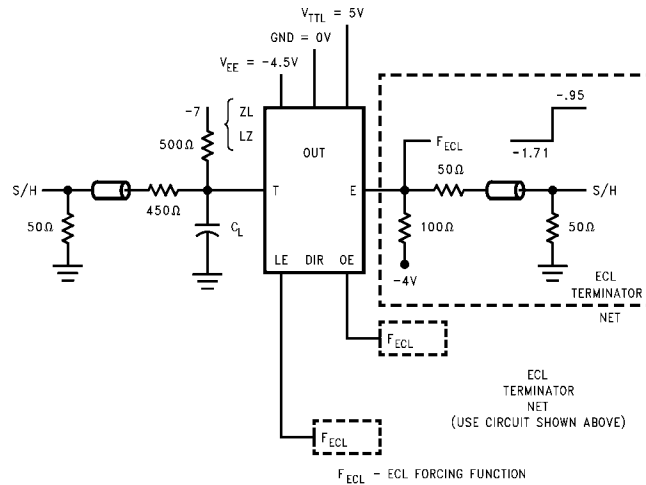 V_TTL = 5V
GND = 0V
V_EE = -4.5V
-.95
-7
ZL
LZ
F_ECL
500Ω
OUT
-1.71
50Ω
S/H
T
E
S/H
450Ω
50Ω
C_L
100Ω
50Ω
LE DIR OE
-4V
ECL
TERMINATOR
NET
F_ECL
ECL
TERMINATOR
NET
(USE CIRCUIT SHOWN ABOVE)
F_ECL
F_ECL - ECL FORCING FUNCTION